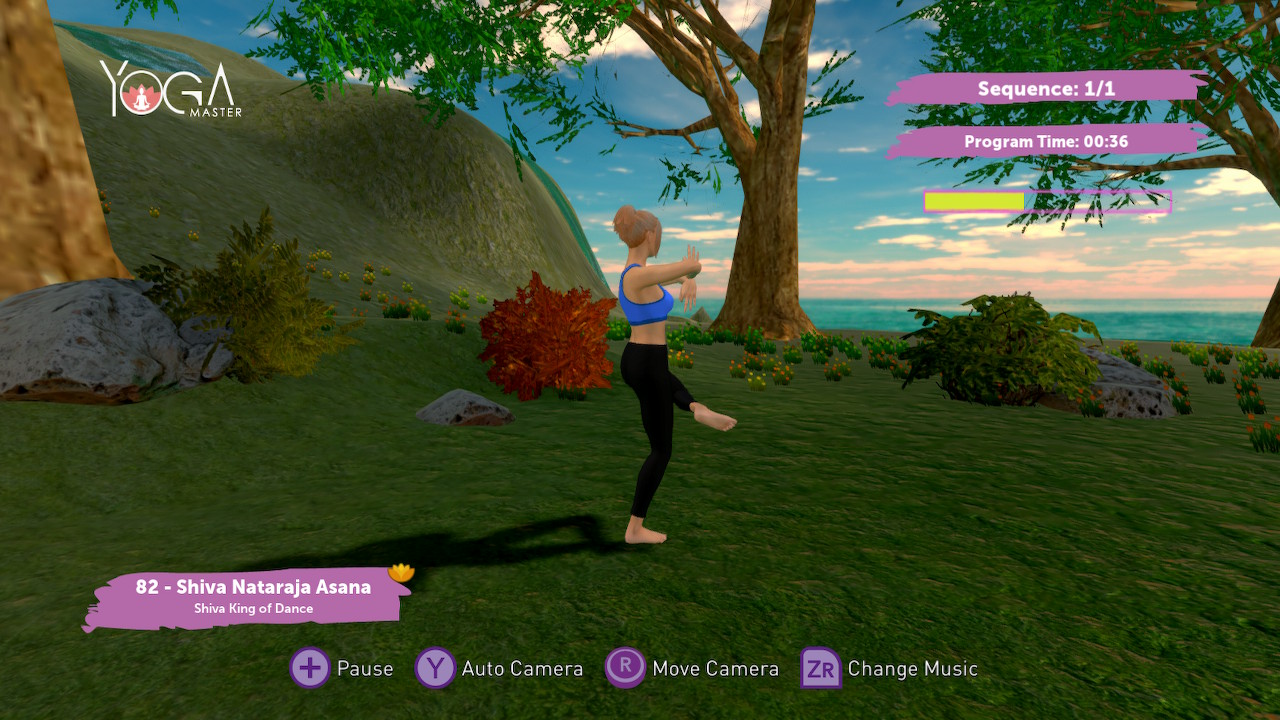 YOGA
MASTER
Sequence: 1/1
Program Time: 00:36
82 - Shiva Nataraja Asana
Shiva King of Dance
+ Pause
Y Auto Camera
R Move Camera
ZR Change Music